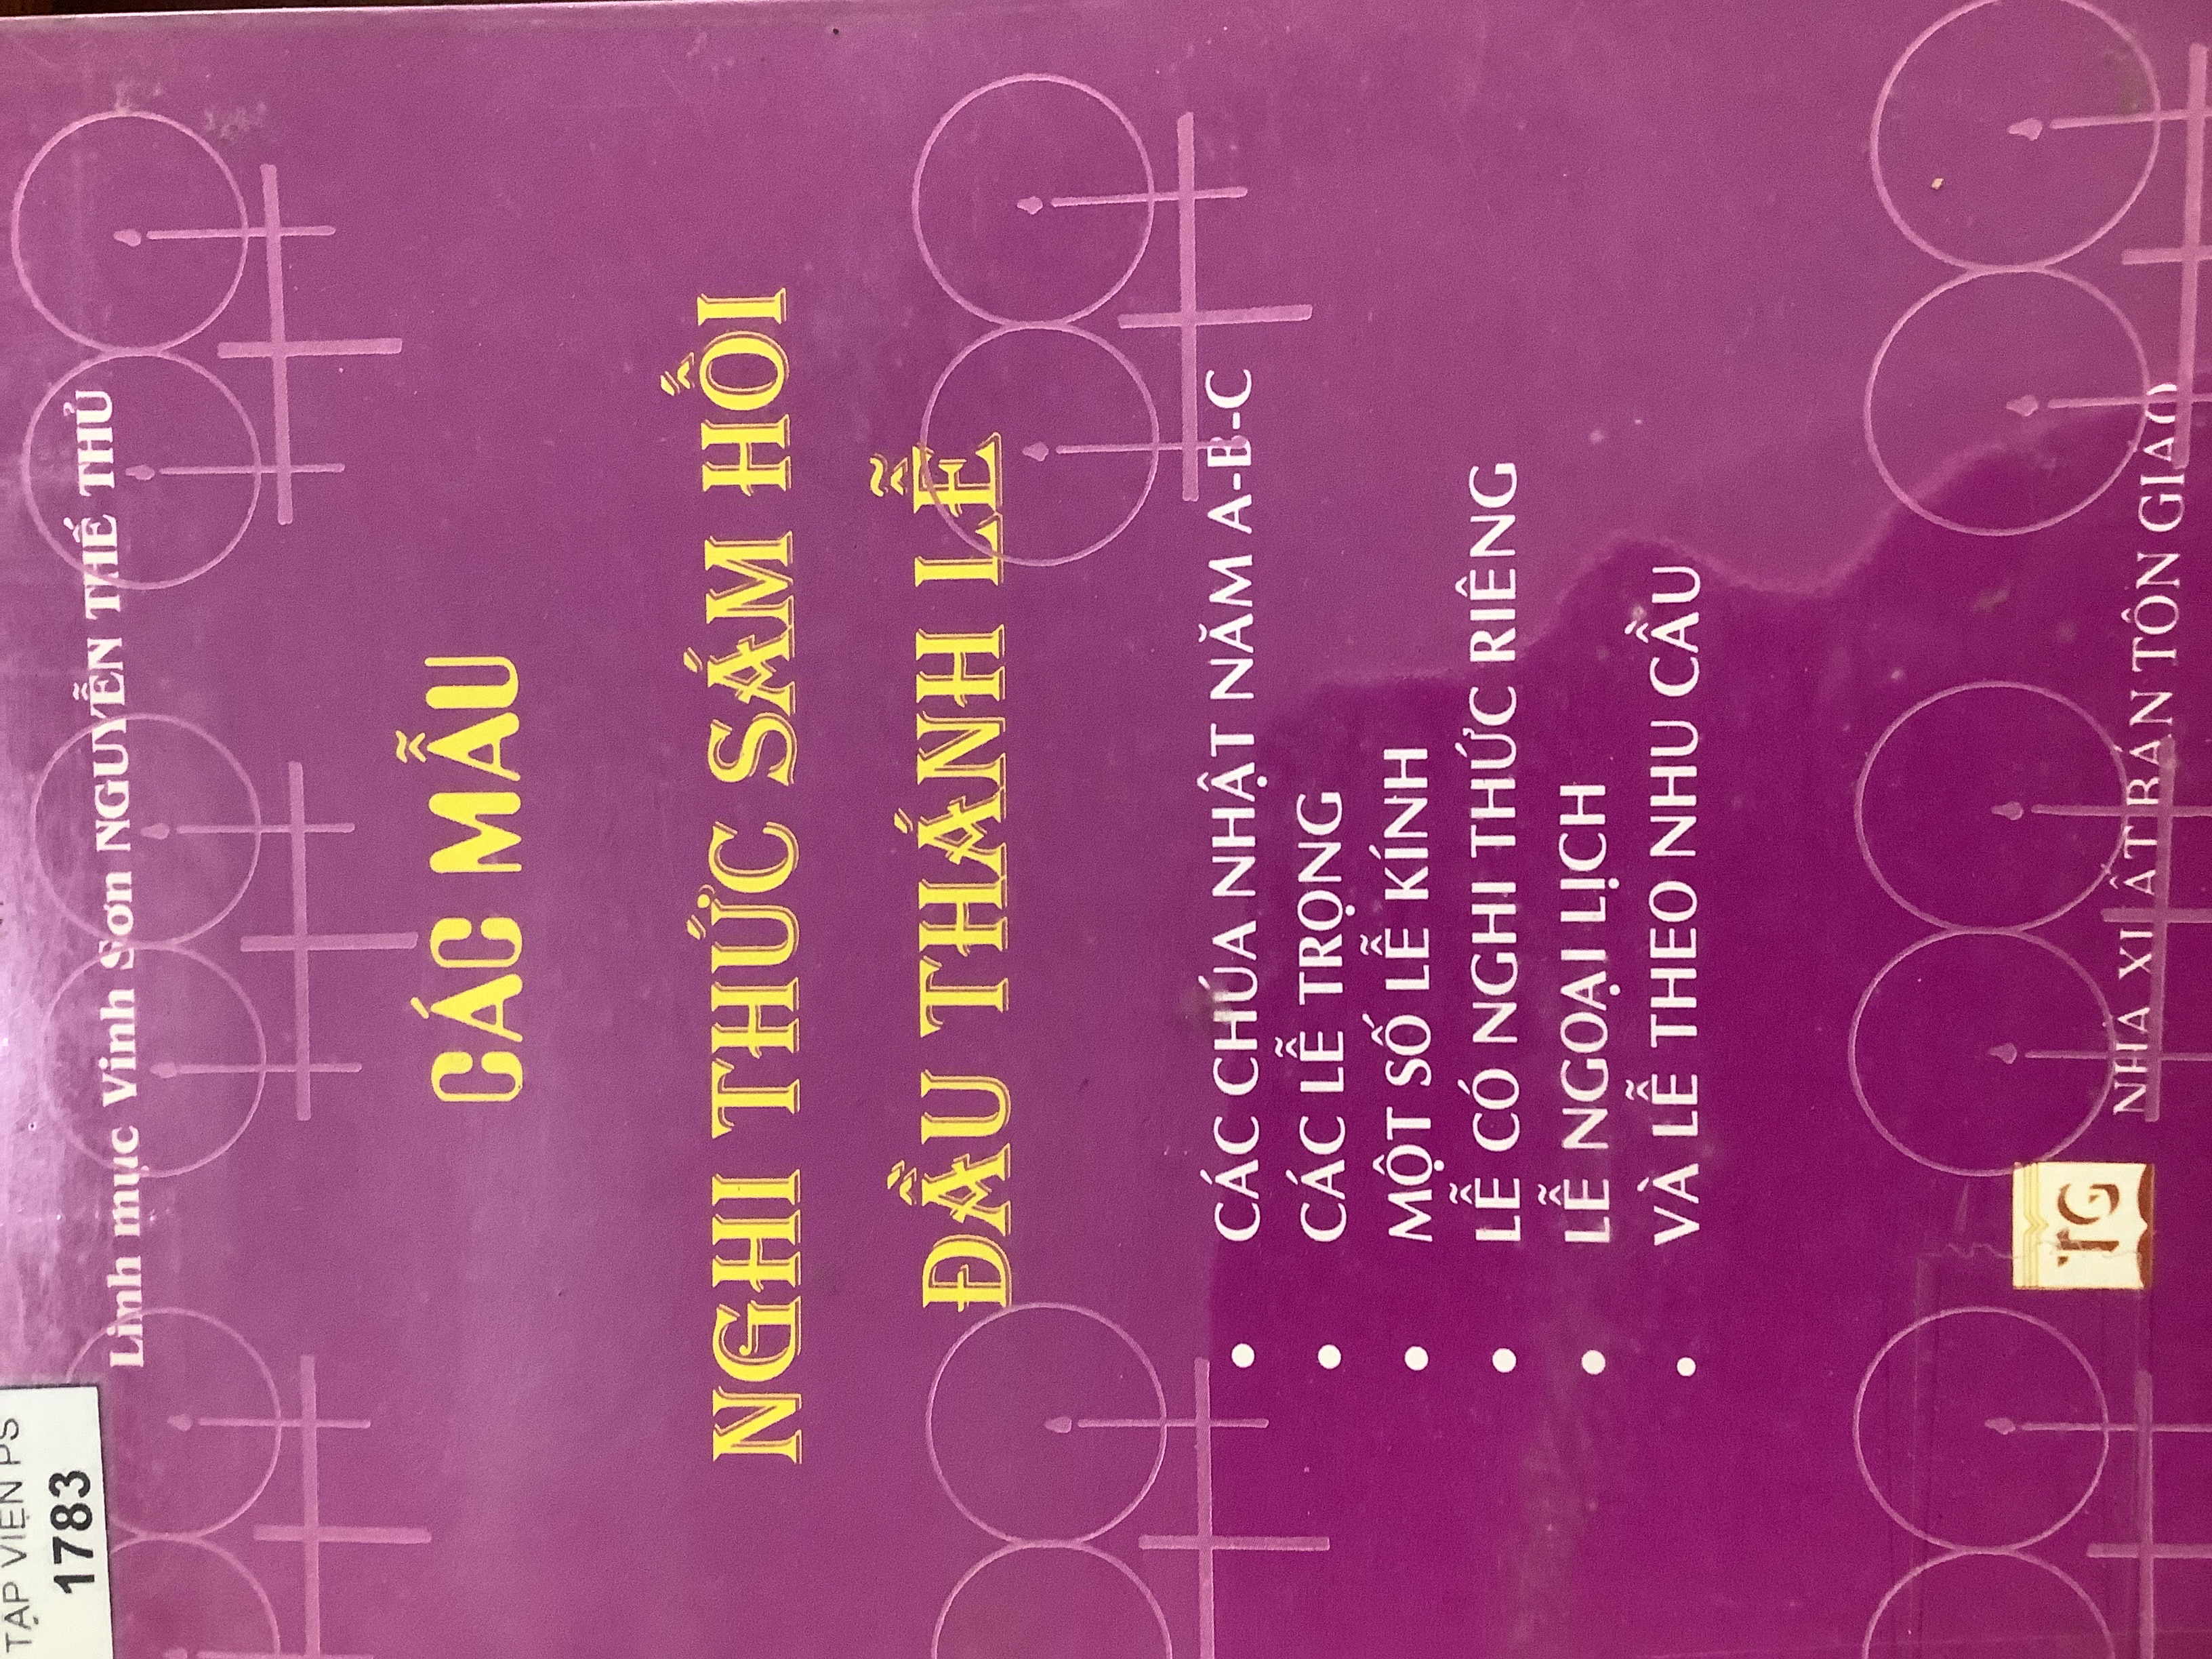 TẬP VIỆN PS
1783
Linh mục Vinh Sơn NGUYỄN THẾ THỦ
CÁC MẪU
NGHI THỨC SÁM HỐI
ĐẦU THÁNH LỄ
• CÁC CHÚA NHẬT NĂM A-B-C
• CÁC LỄ TRỌNG
• MỘT SỐ LỄ KÍNH
• LỄ CÓ NGHI THỨC RIÊNG
• LỄ NGOẠI LỊCH
• VÀ LỄ THEO NHU CẦU
TG
NHÀ XUẤT BẢN TÔN GIÁO